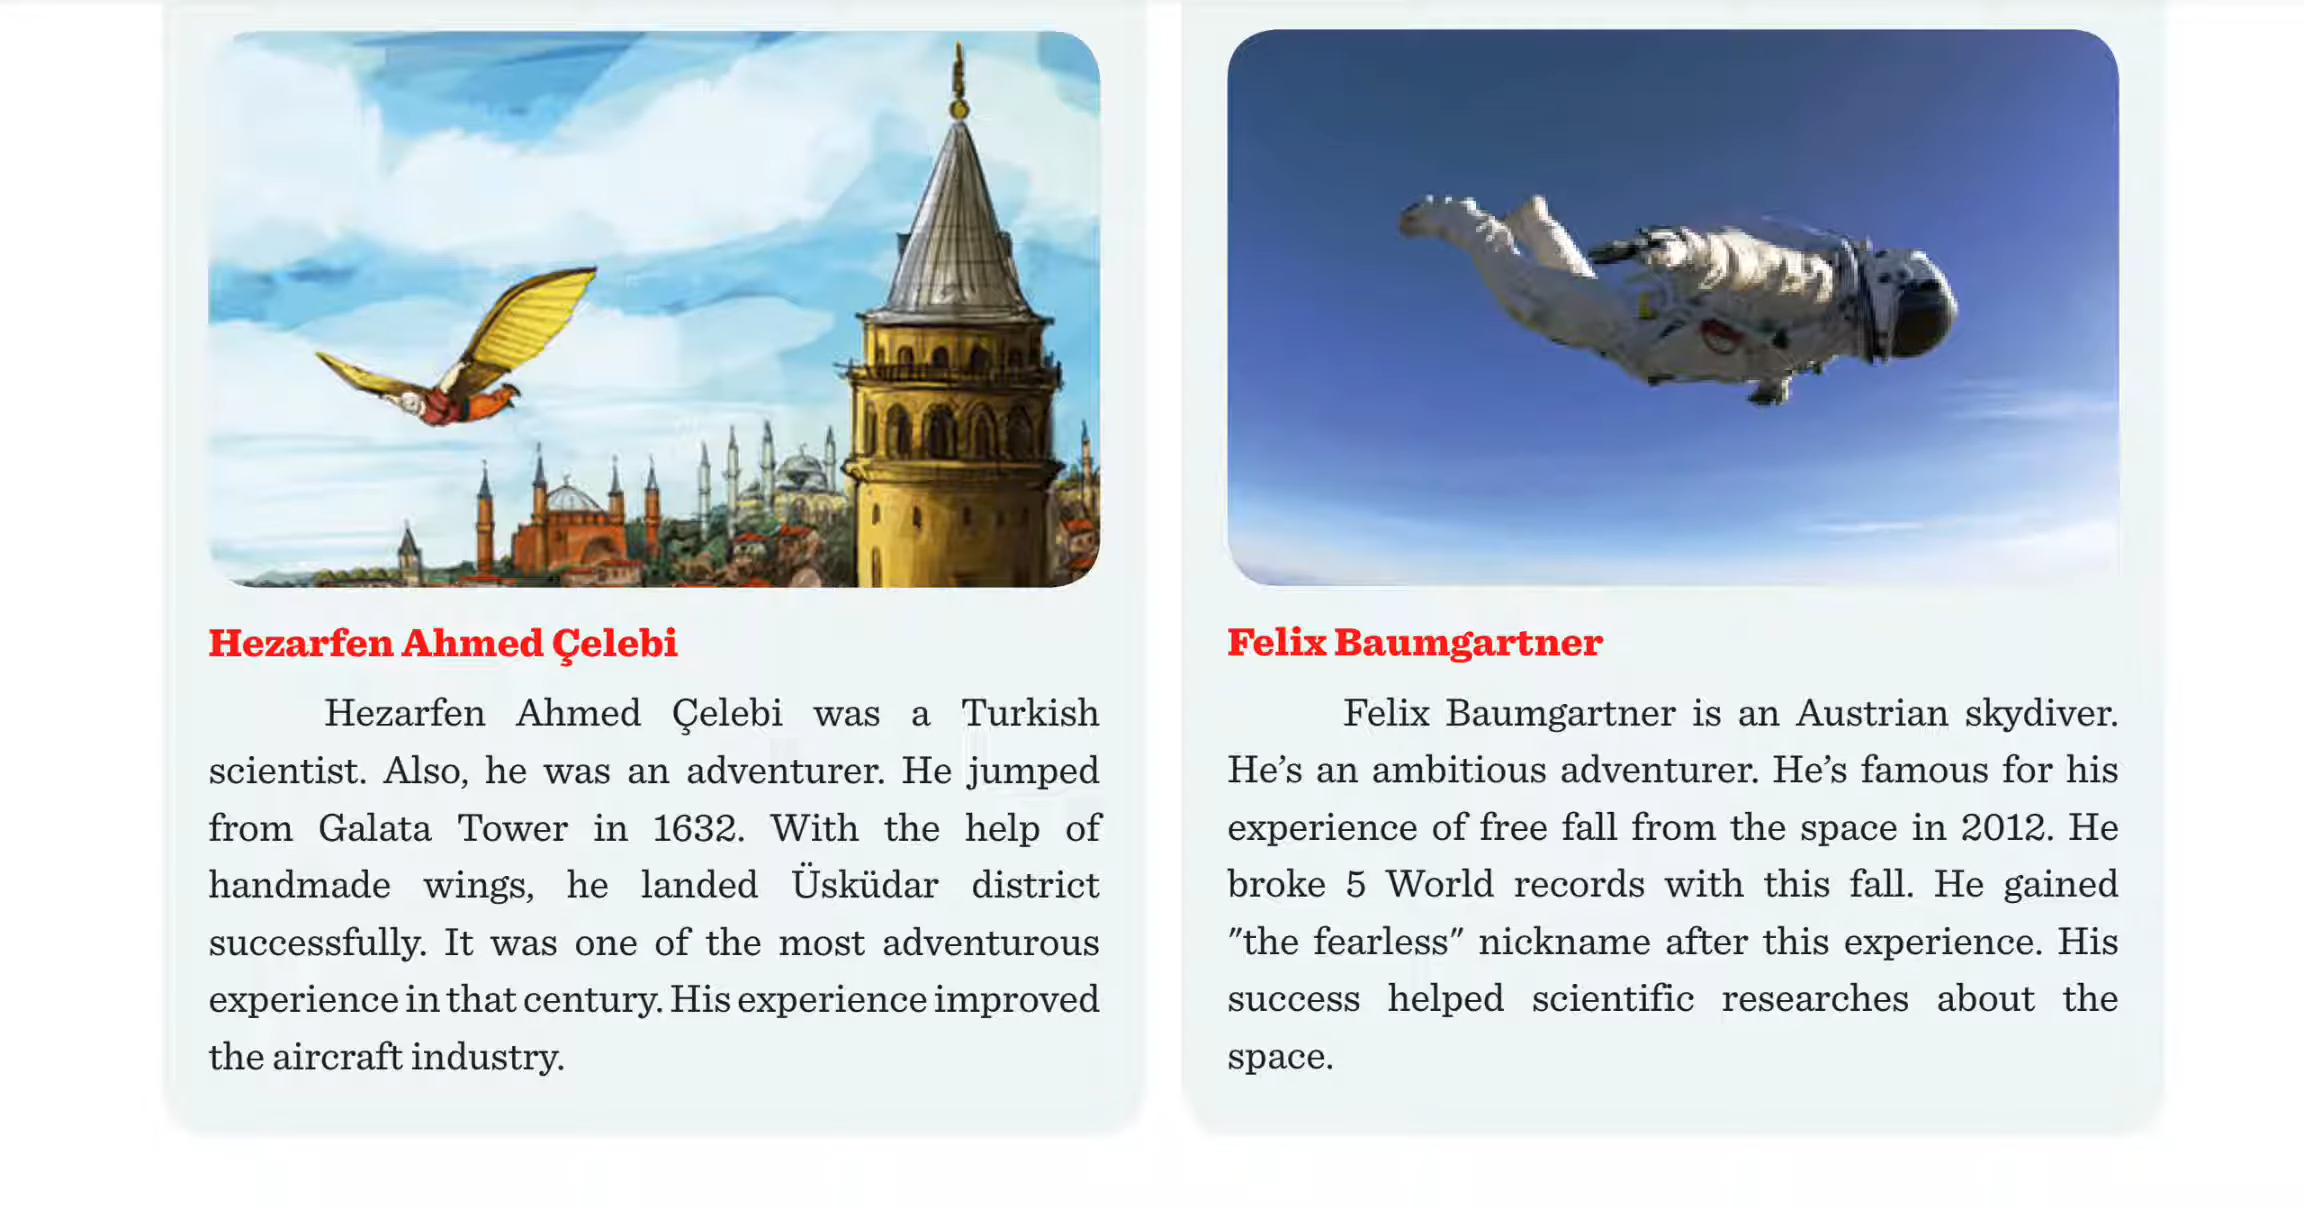 Hezarfen Ahmed Çelebi
Hezarfen Ahmed Çelebi was a Turkish
scientist. Also, he was an adventurer. He jumped
from Galata Tower in 1632. With the help of
handmade wings, he landed Üsküdar district
successfully. It was one of the most adventurous
experience in that century. His experience improved
the aircraft industry.
Felix Baumgartner
Felix Baumgartner is an Austrian skydiver.
He’s an ambitious adventurer. He’s famous for his
experience of free fall from the space in 2012. He
broke 5 World records with this fall. He gained
"the fearless" nickname after this experience. His
success helped scientific researches about the
space.